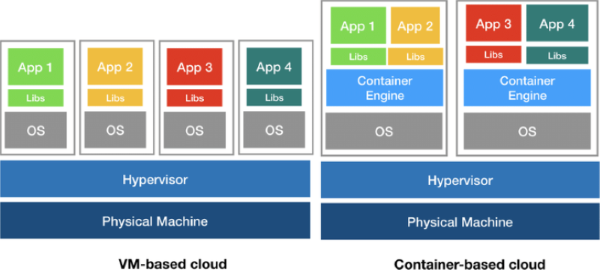 App 1 App 2 App 3 App 4
Libs Libs Libs Libs
OS OS OS OS
Hypervisor
Physical Machine
VM-based cloud
App 1 App 2 App 3 App 4
Libs Libs Libs Libs
Container Container
Engine Engine
OS OS
Hypervisor
Physical Machine
Container-based cloud